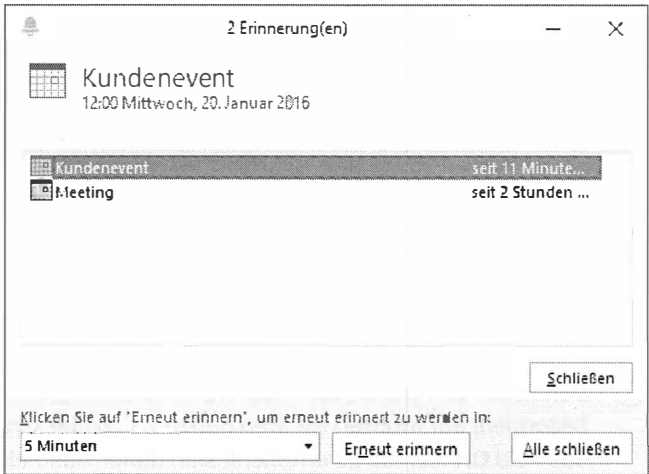 2 Erinnerung(en)
Kundenevent
12:00 Mittwoch, 20. Januar 2016
Kundenevent seit 11 Minute...
Meeting seit 2 Stunden ...
Schließen
Klicken Sie auf "Erneut erinnern", um erneut erinnert zu werden in:
5 Minuten Erneut erinnern Alle schließen